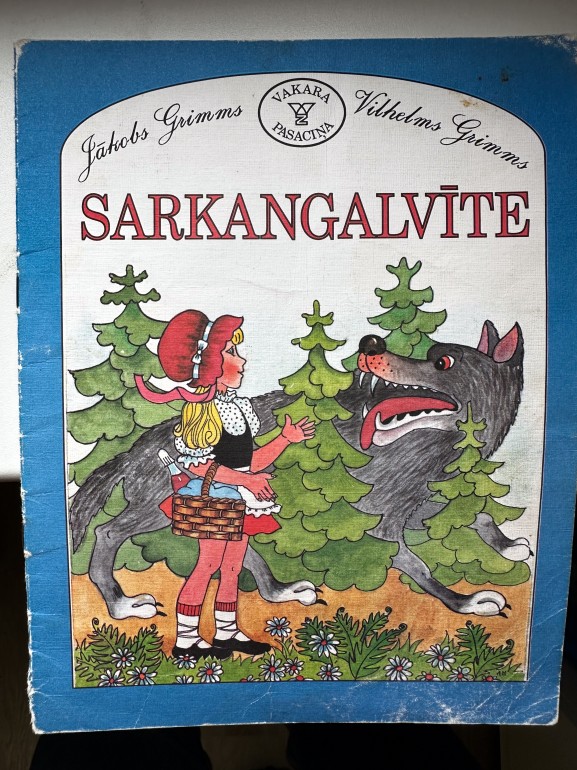 Jākobs Grimms
VAKARA
PASACIŅA
Vilhelms Grimms
SARKANGALVĪTE